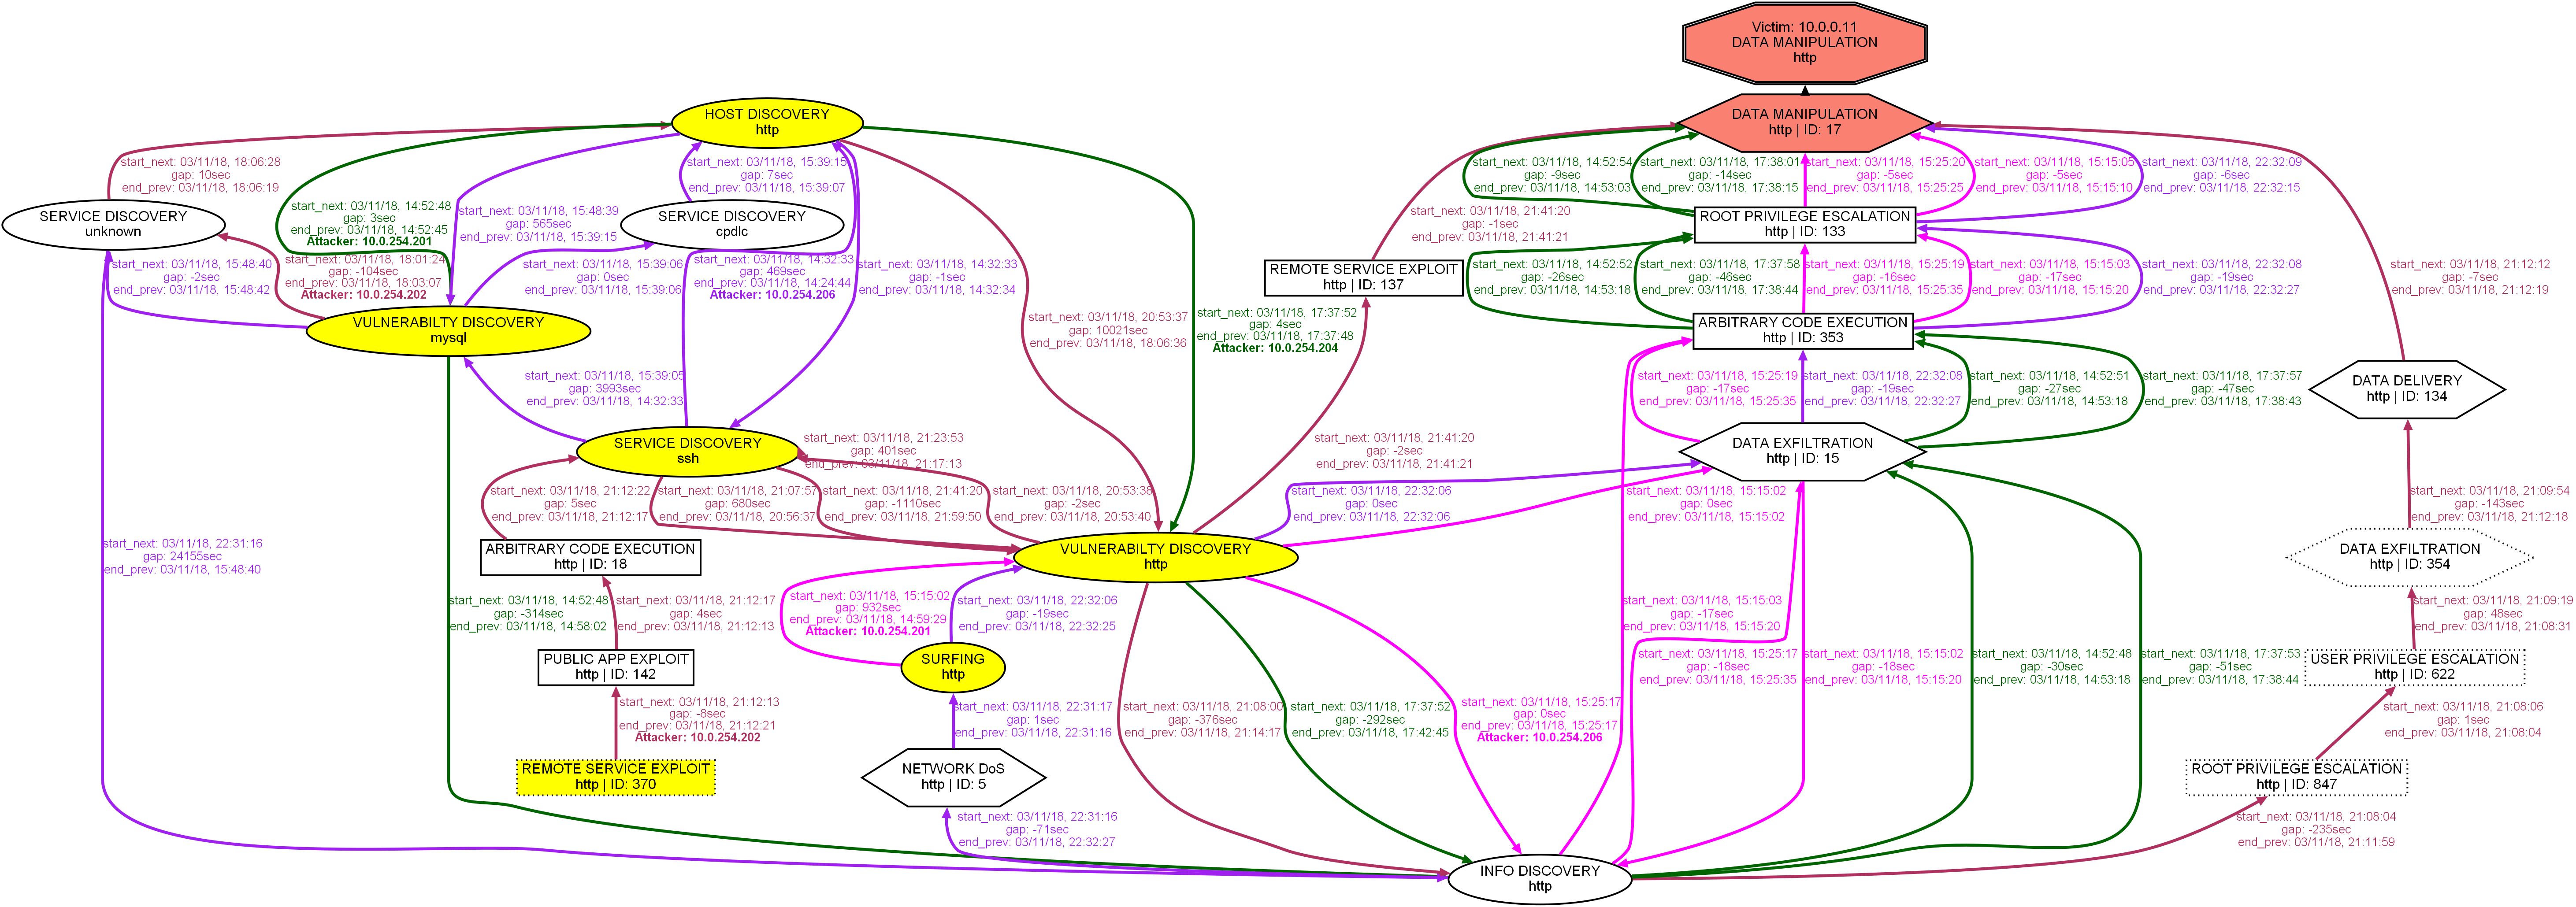 Victim: 10.0.0.11
DATA MANIPULATION
http
HOST DISCOVERY
http
DATA MANIPULATION
http | ID: 17
start_next: 03/11/18, 18:06:28
gap: 10sec
end_prev: 03/11/18, 18:06:19
start_next: 03/11/18, 15:39:15
gap: 7sec
end_prev: 03/11/18, 15:39:07
start_next: 03/11/18, 14:52:54
gap: -9sec
end_prev: 03/11/18, 14:53:03
start_next: 03/11/18, 17:38:01
gap: -14sec
end_prev: 03/11/18, 17:38:15
start_next: 03/11/18, 15:25:20
gap: -5sec
end_prev: 03/11/18, 15:25:25
start_next: 03/11/18, 15:15:05
gap: -5sec
end_prev: 03/11/18, 15:15:10
start_next: 03/11/18, 22:32:09
gap: -6sec
end_prev: 03/11/18, 22:32:15
SERVICE DISCOVERY
unknown
start_next: 03/11/18, 14:52:48
gap: 3sec
end_prev: 03/11/18, 14:52:45
Attacker: 10.0.254.201
start_next: 03/11/18, 15:48:39
gap: 565sec
end_prev: 03/11/18, 15:39:15
SERVICE DISCOVERY
cpdlc
start_next: 03/11/18, 21:41:20
gap: -1sec
end_prev: 03/11/18, 21:41:21
ROOT PRIVILEGE ESCALATION
http | ID: 133
start_next: 03/11/18, 15:48:40
gap: -2sec
end_prev: 03/11/18, 15:48:42
start_next: 03/11/18, 18:01:24
gap: -104sec
end_prev: 03/11/18, 18:03:07
Attacker: 10.0.254.202
start_next: 03/11/18, 15:39:06
gap: 0sec
end_prev: 03/11/18, 15:39:06
start_next: 03/11/18, 14:32:33
gap: 469sec
end_prev: 03/11/18, 14:24:44
Attacker: 10.0.254.206
start_next: 03/11/18, 14:32:33
gap: -1sec
end_prev: 03/11/18, 14:32:34
REMOTE SERVICE EXPLOIT
http | ID: 137
start_next: 03/11/18, 14:52:52
gap: -26sec
end_prev: 03/11/18, 14:53:18
start_next: 03/11/18, 17:37:58
gap: -46sec
end_prev: 03/11/18, 17:38:44
start_next: 03/11/18, 15:25:19
gap: -16sec
end_prev: 03/11/18, 15:25:35
start_next: 03/11/18, 15:15:03
gap: -17sec
end_prev: 03/11/18, 15:15:20
start_next: 03/11/18, 22:32:08
gap: -19sec
end_prev: 03/11/18, 22:32:27
start_next: 03/11/18, 21:12:12
gap: -7sec
end_prev: 03/11/18, 21:12:19
VULNERABILTY DISCOVERY
mysql
start_next: 03/11/18, 20:53:37
gap: 10021sec
end_prev: 03/11/18, 18:06:36
start_next: 03/11/18, 17:37:52
gap: 4sec
end_prev: 03/11/18, 17:37:48
Attacker: 10.0.254.204
ARBITRARY CODE EXECUTION
http | ID: 353
start_next: 03/11/18, 15:39:05
gap: 3993sec
end_prev: 03/11/18, 14:32:33
start_next: 03/11/18, 15:25:19
gap: -17sec
end_prev: 03/11/18, 15:25:35
start_next: 03/11/18, 22:32:08
gap: -19sec
end_prev: 03/11/18, 22:32:27
start_next: 03/11/18, 14:52:51
gap: -27sec
end_prev: 03/11/18, 14:53:18
start_next: 03/11/18, 17:37:57
gap: -47sec
end_prev: 03/11/18, 17:38:43
DATA DELIVERY
http | ID: 134
SERVICE DISCOVERY
ssh
start_next: 03/11/18, 21:23:53
gap: 401sec
end_prev: 03/11/18, 21:17:13
start_next: 03/11/18, 21:41:20
gap: -2sec
end_prev: 03/11/18, 21:41:21
DATA EXFILTRATION
http | ID: 15
start_next: 03/11/18, 21:12:22
gap: 5sec
end_prev: 03/11/18, 21:12:17
start_next: 03/11/18, 21:07:57
gap: 680sec
end_prev: 03/11/18, 20:56:37
start_next: 03/11/18, 21:41:20
gap: -1110sec
end_prev: 03/11/18, 21:59:50
start_next: 03/11/18, 20:53:38
gap: -2sec
end_prev: 03/11/18, 20:53:40
start_next: 03/11/18, 22:32:06
gap: 0sec
end_prev: 03/11/18, 22:32:06
start_next: 03/11/18, 15:15:02
gap: 0sec
end_prev: 03/11/18, 15:15:02
start_next: 03/11/18, 21:09:54
gap: -143sec
end_prev: 03/11/18, 21:12:18
start_next: 03/11/18, 22:31:16
gap: 24155sec
end_prev: 03/11/18, 15:48:40
ARBITRARY CODE EXECUTION
http | ID: 18
VULNERABILTY DISCOVERY
http
DATA EXFILTRATION
http | ID: 354
start_next: 03/11/18, 14:52:48
gap: -314sec
end_prev: 03/11/18, 14:58:02
start_next: 03/11/18, 21:12:17
gap: 4sec
end_prev: 03/11/18, 21:12:13
start_next: 03/11/18, 15:15:02
gap: 932sec
end_prev: 03/11/18, 14:59:29
Attacker: 10.0.254.201
start_next: 03/11/18, 22:32:06
gap: -19sec
end_prev: 03/11/18, 22:32:25
start_next: 03/11/18, 15:15:03
gap: -17sec
end_prev: 03/11/18, 15:15:20
start_next: 03/11/18, 21:09:19
gap: 48sec
end_prev: 03/11/18, 21:08:31
PUBLIC APP EXPLOIT
http | ID: 142
SURFING
http
start_next: 03/11/18, 15:25:17
gap: -18sec
end_prev: 03/11/18, 15:25:35
start_next: 03/11/18, 15:15:02
gap: -18sec
end_prev: 03/11/18, 15:15:20
start_next: 03/11/18, 14:52:48
gap: -30sec
end_prev: 03/11/18, 14:53:18
start_next: 03/11/18, 17:37:53
gap: -51sec
end_prev: 03/11/18, 17:38:44
USER PRIVILEGE ESCALATION
http | ID: 622
start_next: 03/11/18, 21:12:13
gap: -8sec
end_prev: 03/11/18, 21:12:21
Attacker: 10.0.254.202
start_next: 03/11/18, 22:31:17
gap: 1sec
end_prev: 03/11/18, 22:31:16
start_next: 03/11/18, 21:08:00
gap: -376sec
end_prev: 03/11/18, 21:14:17
start_next: 03/11/18, 17:37:52
gap: -292sec
end_prev: 03/11/18, 17:42:45
start_next: 03/11/18, 15:25:17
gap: 0sec
end_prev: 03/11/18, 15:25:17
Attacker: 10.0.254.206
start_next: 03/11/18, 21:08:06
gap: 1sec
end_prev: 03/11/18, 21:08:04
REMOTE SERVICE EXPLOIT
http | ID: 370
NETWORK DoS
http | ID: 5
ROOT PRIVILEGE ESCALATION
http | ID: 847
start_next: 03/11/18, 22:31:16
gap: -71sec
end_prev: 03/11/18, 22:32:27
start_next: 03/11/18, 21:08:04
gap: -235sec
end_prev: 03/11/18, 21:11:59
INFO DISCOVERY
http